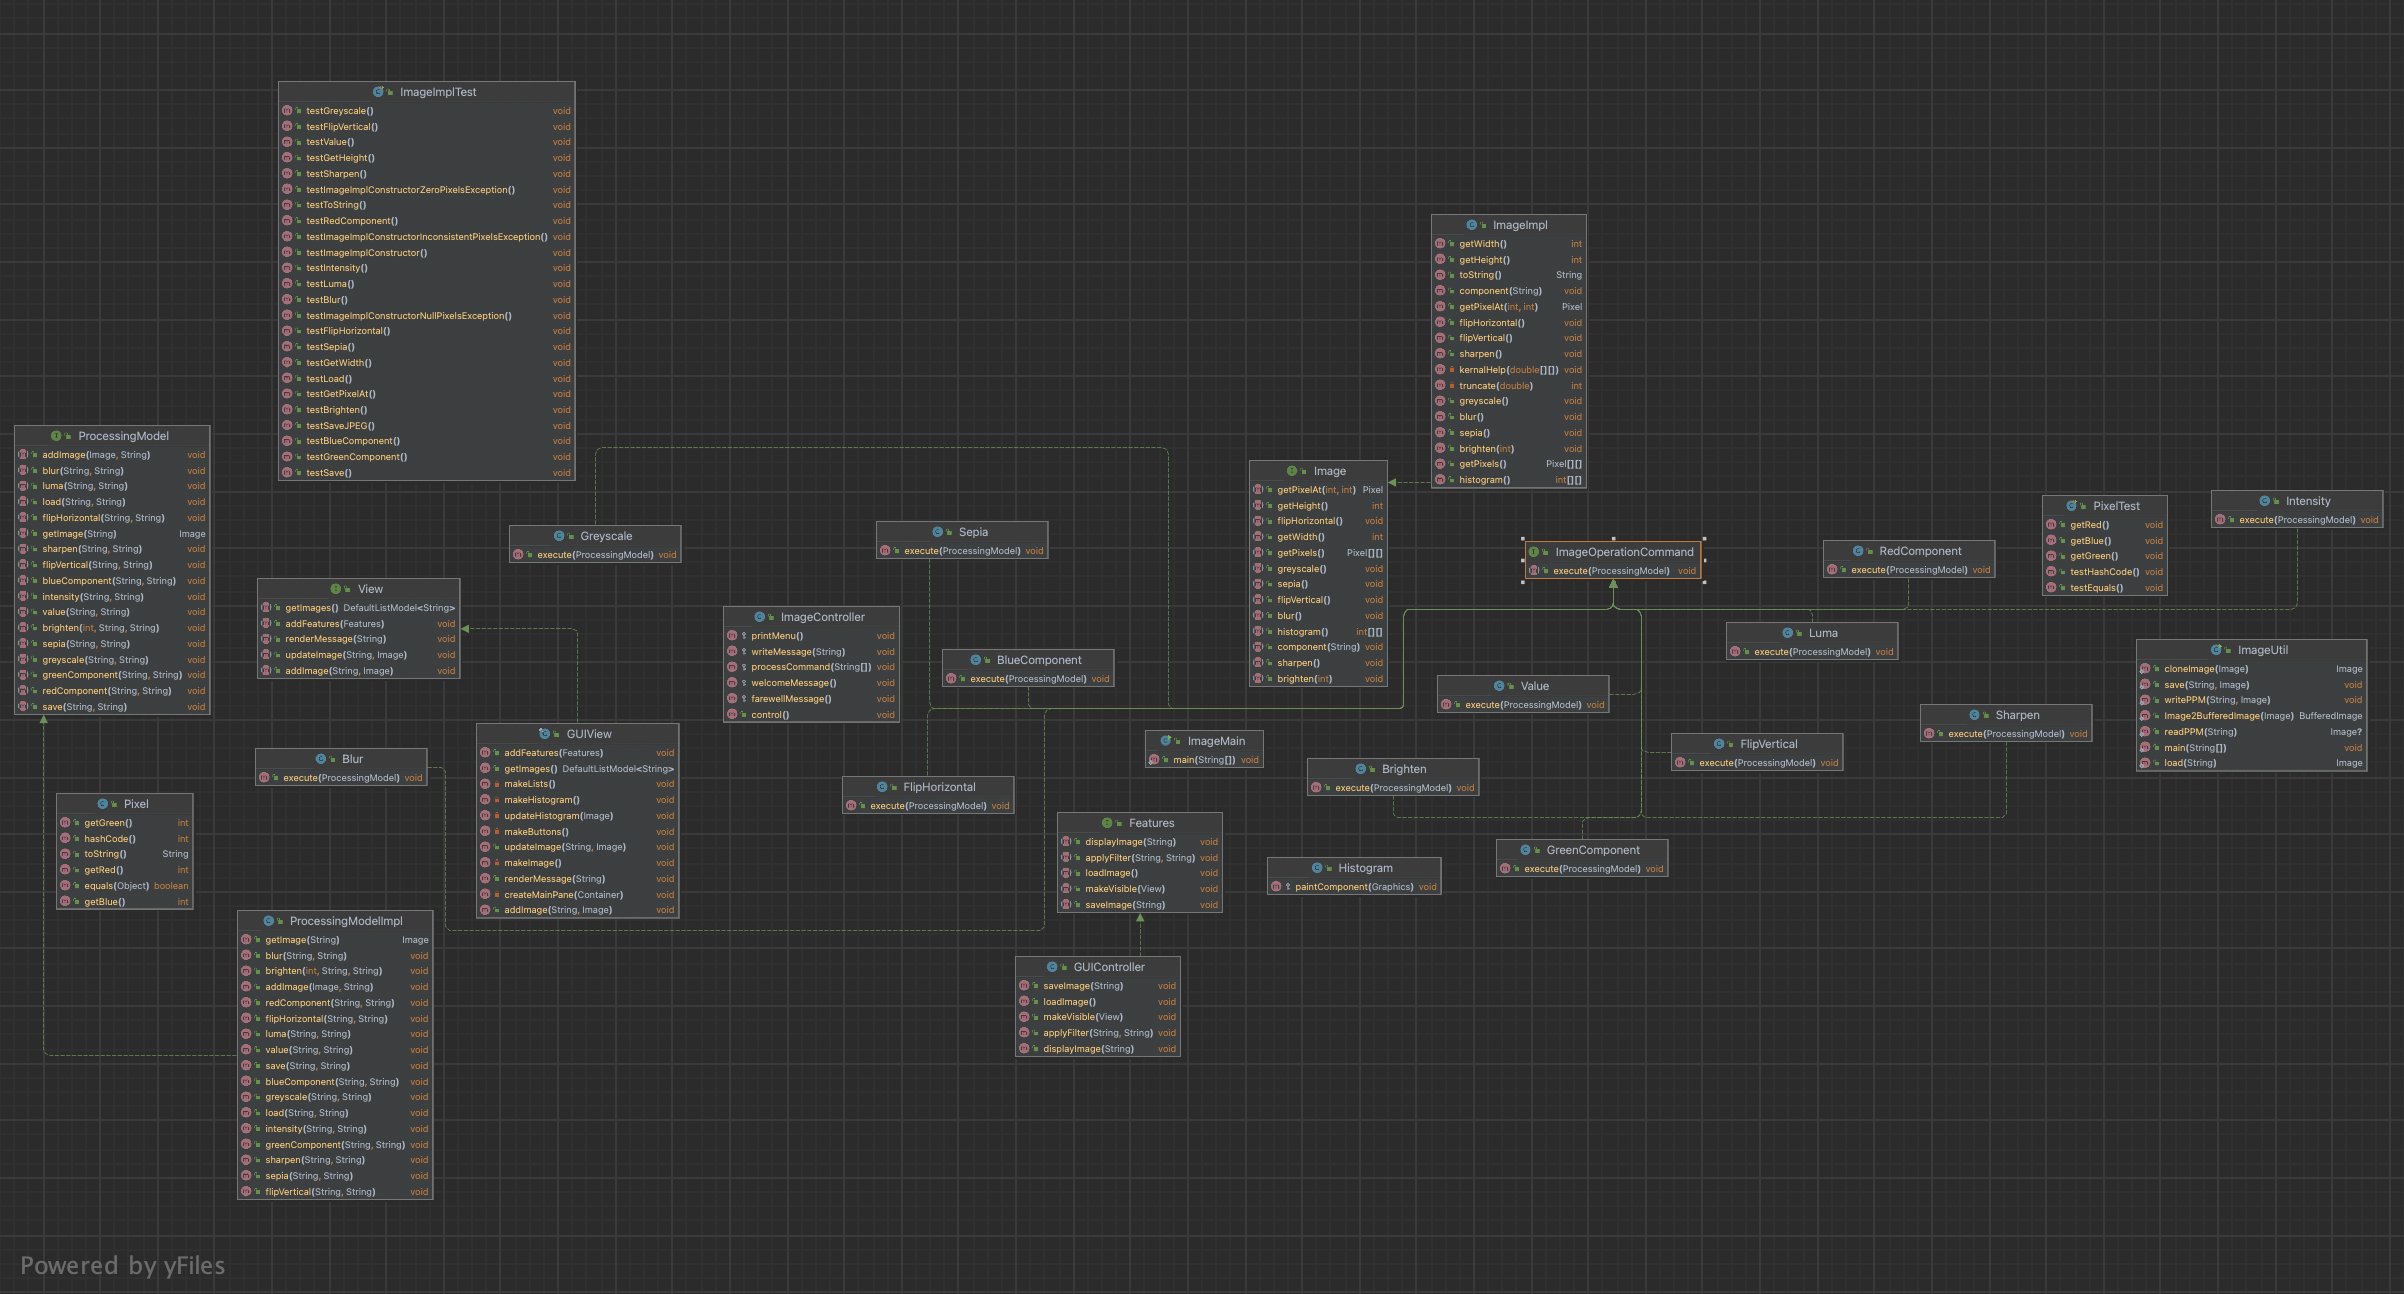 ImageImplTest
testGreyscale() void
testFlipVertical() void
testValue() void
testGetHeight() void
testSharpen() void
testImageImplConstructorZeroPixelsException() void
testToString() void
testRedComponent() void
testImageImplConstructorInconsistentPixelsException() void
testImageImplConstructor() void
testIntensity() void
testLuma() void
testBlur() void
testImageImplConstructorNullPixelsException() void
testFlipHorizontal() void
testSepia() void
testGetWidth() void
testLoad() void
testGetPixelAt() void
testBrighten() void
testSaveJPEG() void
testBlueComponent() void
testGreenComponent() void
testSave() void
ImageImpl
getWidth() int
getHeight() int
toString() String
component(String) void
getPixelAt(int, int) Pixel
flipHorizontal() void
flipVertical() void
sharpen() void
kernalHelp(double[][]) void
truncate(double) int
greyscale() void
blur() void
sepia() void
brighten(int) void
getPixels() Pixel[][]
histogram() int[][]
ProcessingModel
addImage(Image, String) void
blur(String, String) void
luma(String, String) void
load(String, String) void
flipHorizontal(String, String) void
getImage(String) Image
sharpen(String, String) void
flipVertical(String, String) void
blueComponent(String, String) void
intensity(String, String) void
value(String, String) void
brighten(int, String, String) void
sepia(String, String) void
greyscale(String, String) void
greenComponent(String, String) void
redComponent(String, String) void
save(String, String) void
Image
getPixelAt(int, int) Pixel
getHeight() int
flipHorizontal() void
getWidth() int
getPixels() Pixel[][]
greyscale() void
sepia() void
flipVertical() void
blur() void
histogram() int[][]
component(String) void
sharpen() void
brighten(int) void
PixelTest
getRed() void
getBlue() void
getGreen() void
testHashCode() void
testEquals() void
Intensity
execute(ProcessingModel) void
Greyscale
execute(ProcessingModel) void
Sepia
execute(ProcessingModel) void
ImageOperationCommand
execute(ProcessingModel) void
RedComponent
execute(ProcessingModel) void
View
getImages() DefaultListModel<String>
addFeatures(Features) void
renderMessage(String) void
updateImage(String, Image) void
addImage(String, Image) void
ImageController
printMenu() void
writeMessage(String) void
processCommand(String[]) void
welcomeMessage() void
farewellMessage() void
control() void
BlueComponent
execute(ProcessingModel) void
Luma
execute(ProcessingModel) void
ImageUtil
cloneImage(Image) Image
save(String, Image) void
writePPM(String, Image) void
Image2BufferedImage(Image) BufferedImage
readPPM(String) Image?
main(String[]) void
load(String) Image
Value
execute(ProcessingModel) void
Sharpen
execute(ProcessingModel) void
GUIView
addFeatures(Features) void
getImages() DefaultListModel<String>
makeLists() void
makeHistogram() void
updateHistogram(Image) void
makeButtons() void
updateImage(String, Image) void
makeImage() void
renderMessage(String) void
createMainPane(Container) void
addImage(String, Image) void
ImageMain
main(String[]) void
FlipVertical
execute(ProcessingModel) void
Blur
execute(ProcessingModel) void
Brighten
execute(ProcessingModel) void
FlipHorizontal
execute(ProcessingModel) void
Pixel
getGreen() int
hashCode() int
toString() String
getRed() int
equals(Object) boolean
getBlue() int
Features
displayImage(String) void
applyFilter(String, String) void
loadImage() void
makeVisible(View) void
saveImage(String) void
GreenComponent
execute(ProcessingModel) void
Histogram
paintComponent(Graphics) void
ProcessingModelImpl
getImage(String) Image
blur(String, String) void
brighten(int, String, String) void
addImage(Image, String) void
redComponent(String, String) void
flipHorizontal(String, String) void
luma(String, String) void
value(String, String) void
save(String, String) void
blueComponent(String, String) void
greyscale(String, String) void
load(String, String) void
intensity(String, String) void
greenComponent(String, String) void
sharpen(String, String) void
sepia(String, String) void
flipVertical(String, String) void
GUIController
saveImage(String) void
loadImage() void
makeVisible(View) void
applyFilter(String, String) void
displayImage(String) void
Powered by yFiles